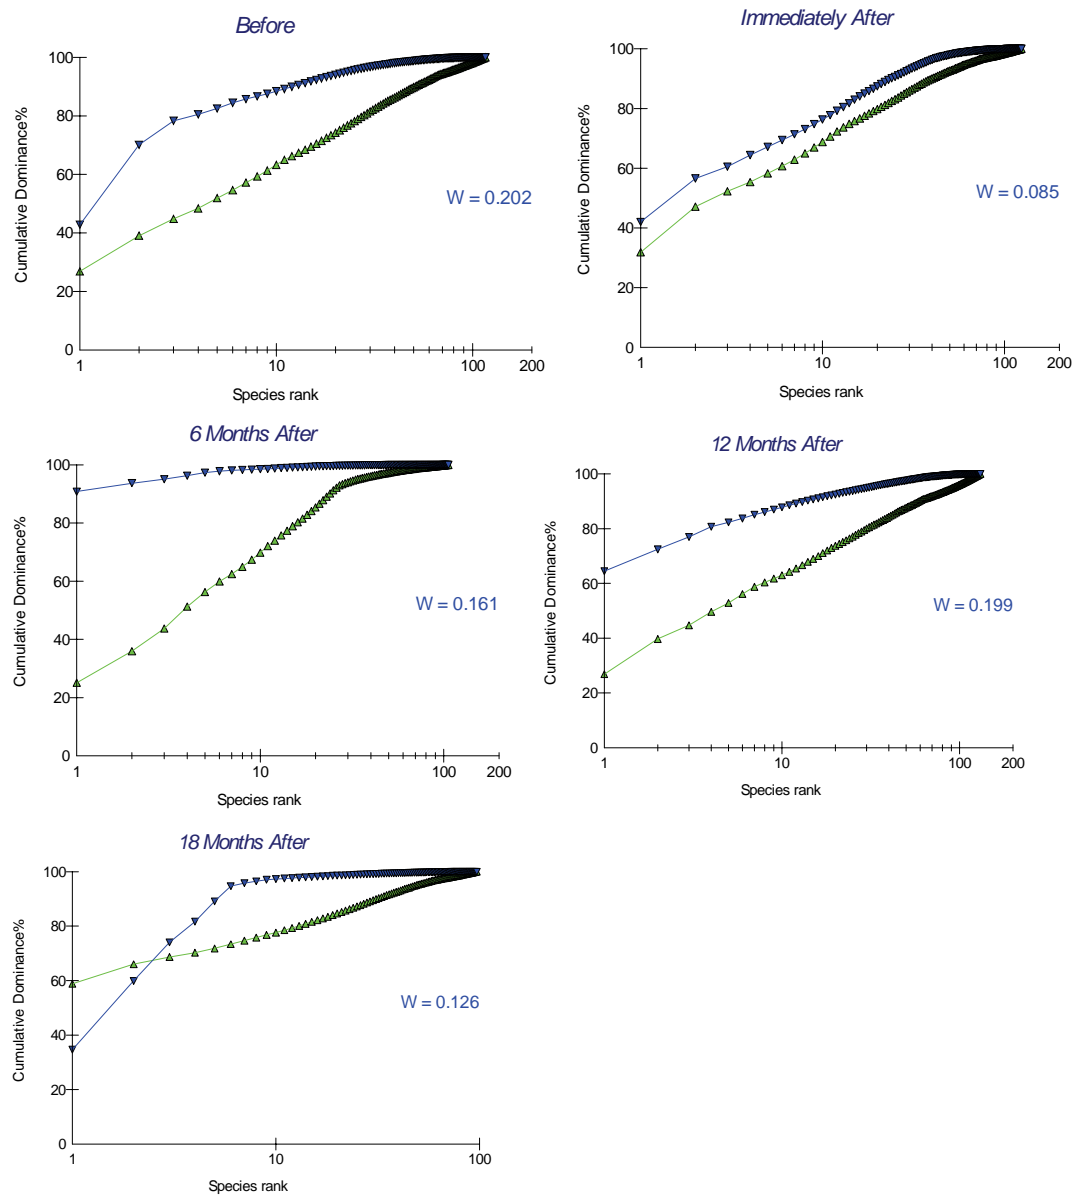 Before
Cumulative Dominance%
100
80
60
40
20
0
W = 0.202
1
10
100
200
Species rank
Immediately After
Cumulative Dominance%
100
80
60
40
20
0
W = 0.085
1
10
100
200
Species rank
6 Months After
Cumulative Dominance%
100
80
60
40
20
0
W = 0.161
1
10
100
200
Species rank
12 Months After
Cumulative Dominance%
100
80
60
40
20
0
W = 0.199
1
10
100
200
Species rank
18 Months After
Cumulative Dominance%
100
80
60
40
20
0
W = 0.126
1
10
100
Species rank